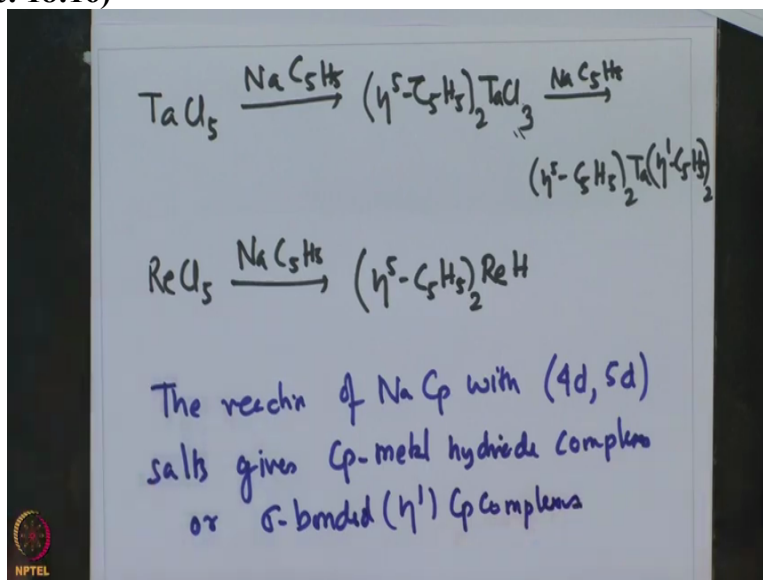 TaCl₅ —NaC₅H₅→ (η⁵-C₅H₅)₂TaCl₃ —NaC₅H₅→
(η⁵-C₅H₅)₂Ta(η¹-C₅H₅)₂
ReCl₅ —NaC₅H₅→ (η⁵-C₅H₅)₂ReH
The reactn of NaCp with (4d, 5d)
salts gives Cp-metal hydride complexes
or σ-bonded (η¹) Cp complexes
NPTEL